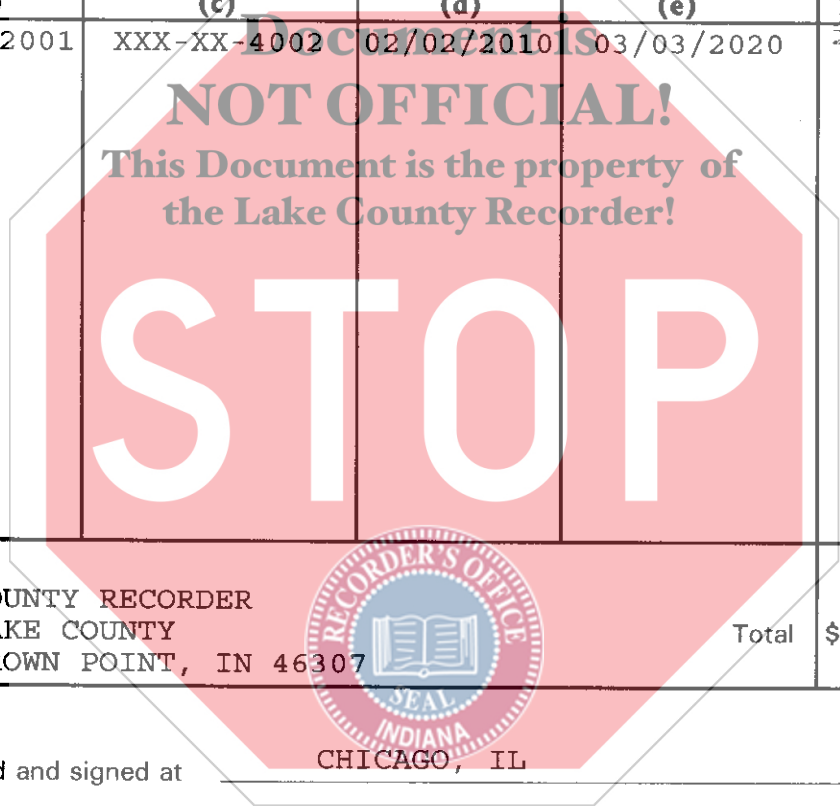 (c) (d) (e)
2001 XXX-XX-4002 02/02/2010 03/03/2020
Document is
NOT OFFICIAL!
This Document is the property of
the Lake County Recorder!
STOP
UNTY RECORDER
KE COUNTY
OWN POINT, IN 46307
Total $
RECORDER'S OFFICE
SEAL
INDIANA
and signed at CHICAGO, IL